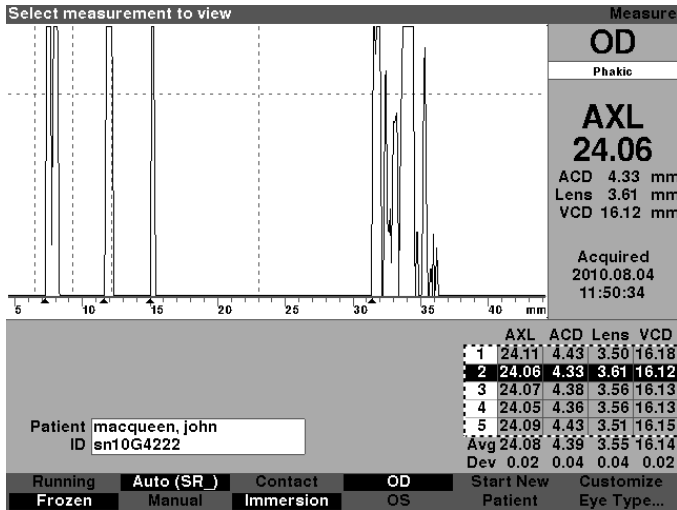 Select measurement to view
Measure
OD
Phakic
AXL
24.06
ACD 4.33 mm
Lens 3.61 mm
VCD 16.12 mm
Acquired
2010.08.04
11:50:34
5 10 15 20 25 30 35 40 mm
AXL ACD Lens VCD
1 24.11 4.43 3.50 16.18
2 24.06 4.33 3.61 16.12
3 24.07 4.38 3.56 16.13
4 24.05 4.36 3.56 16.13
5 24.09 4.43 3.51 16.15
Avg 24.08 4.39 3.55 16.14
Dev 0.02 0.04 0.04 0.02
Patient macqueen, john
ID sn10G4222
Running Auto (SR_) Contact OD Start New Customize
Frozen Manual Immersion OS Patient Eye Type...